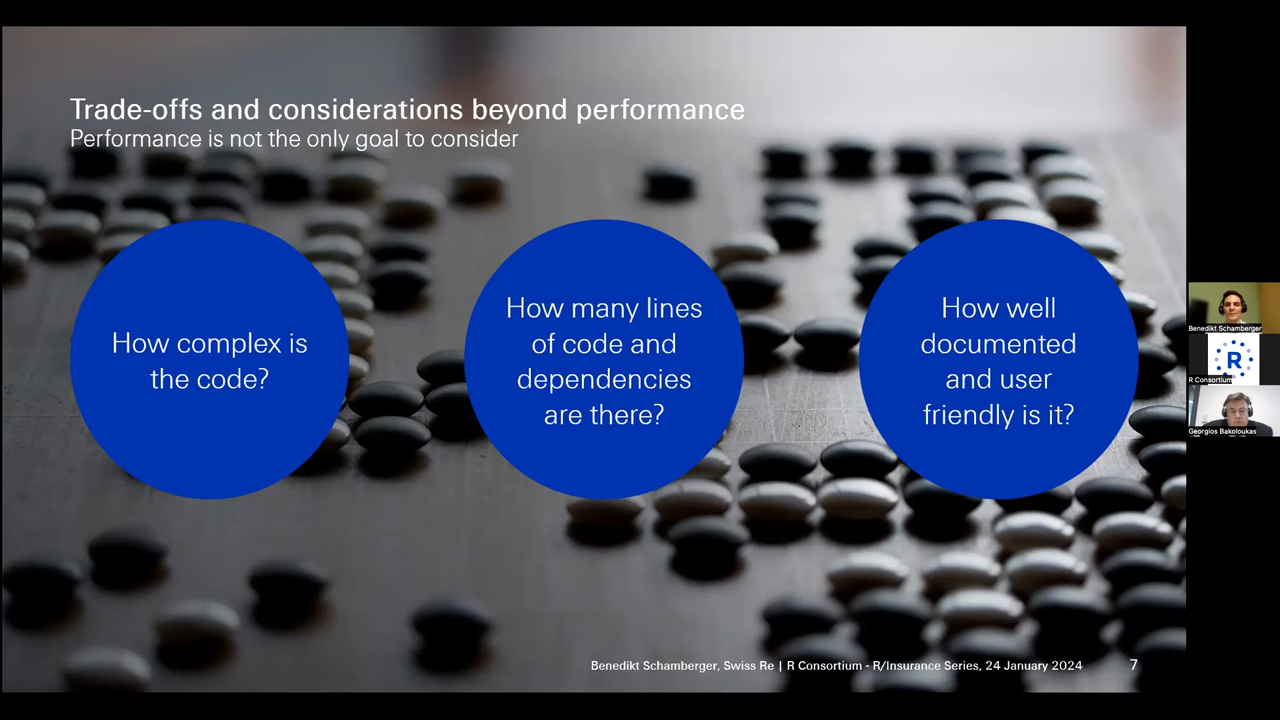 Trade-offs and considerations beyond performance
Performance is not the only goal to consider
How complex is
the code?
How many lines
of code and
dependencies
are there?
How well
documented
and user
friendly is it?
Benedikt Schamberger, Swiss Re | R Consortium - R/Insurance Series, 24 January 2024
7
Benedikt Schamberger
R
R Consortium
Georgios Bakoloukas